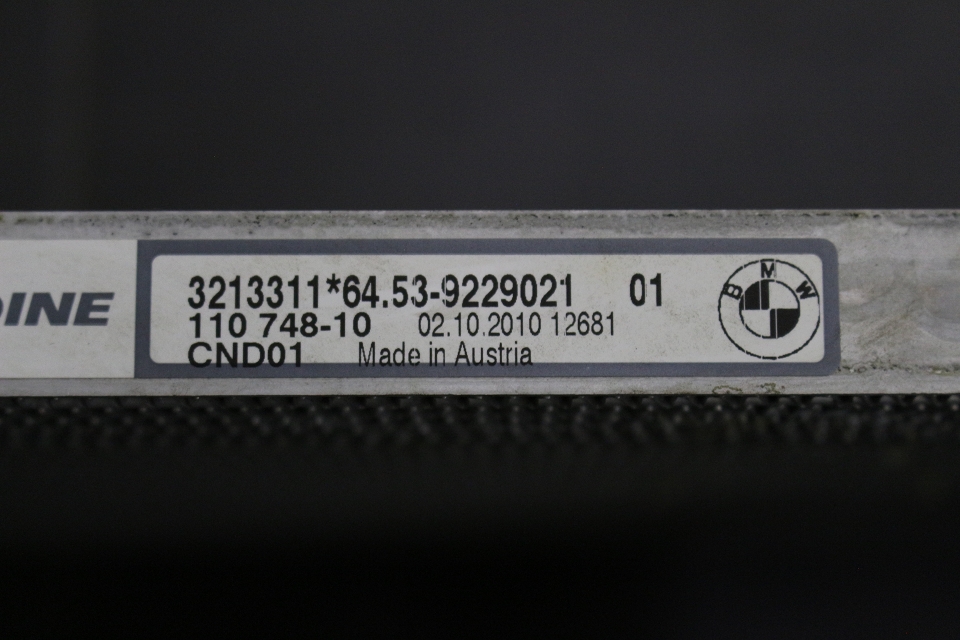 DINE
3213311*64.53-9229021 01
110 748-10 02.10.2010 12681
CND01 Made in Austria
BMW